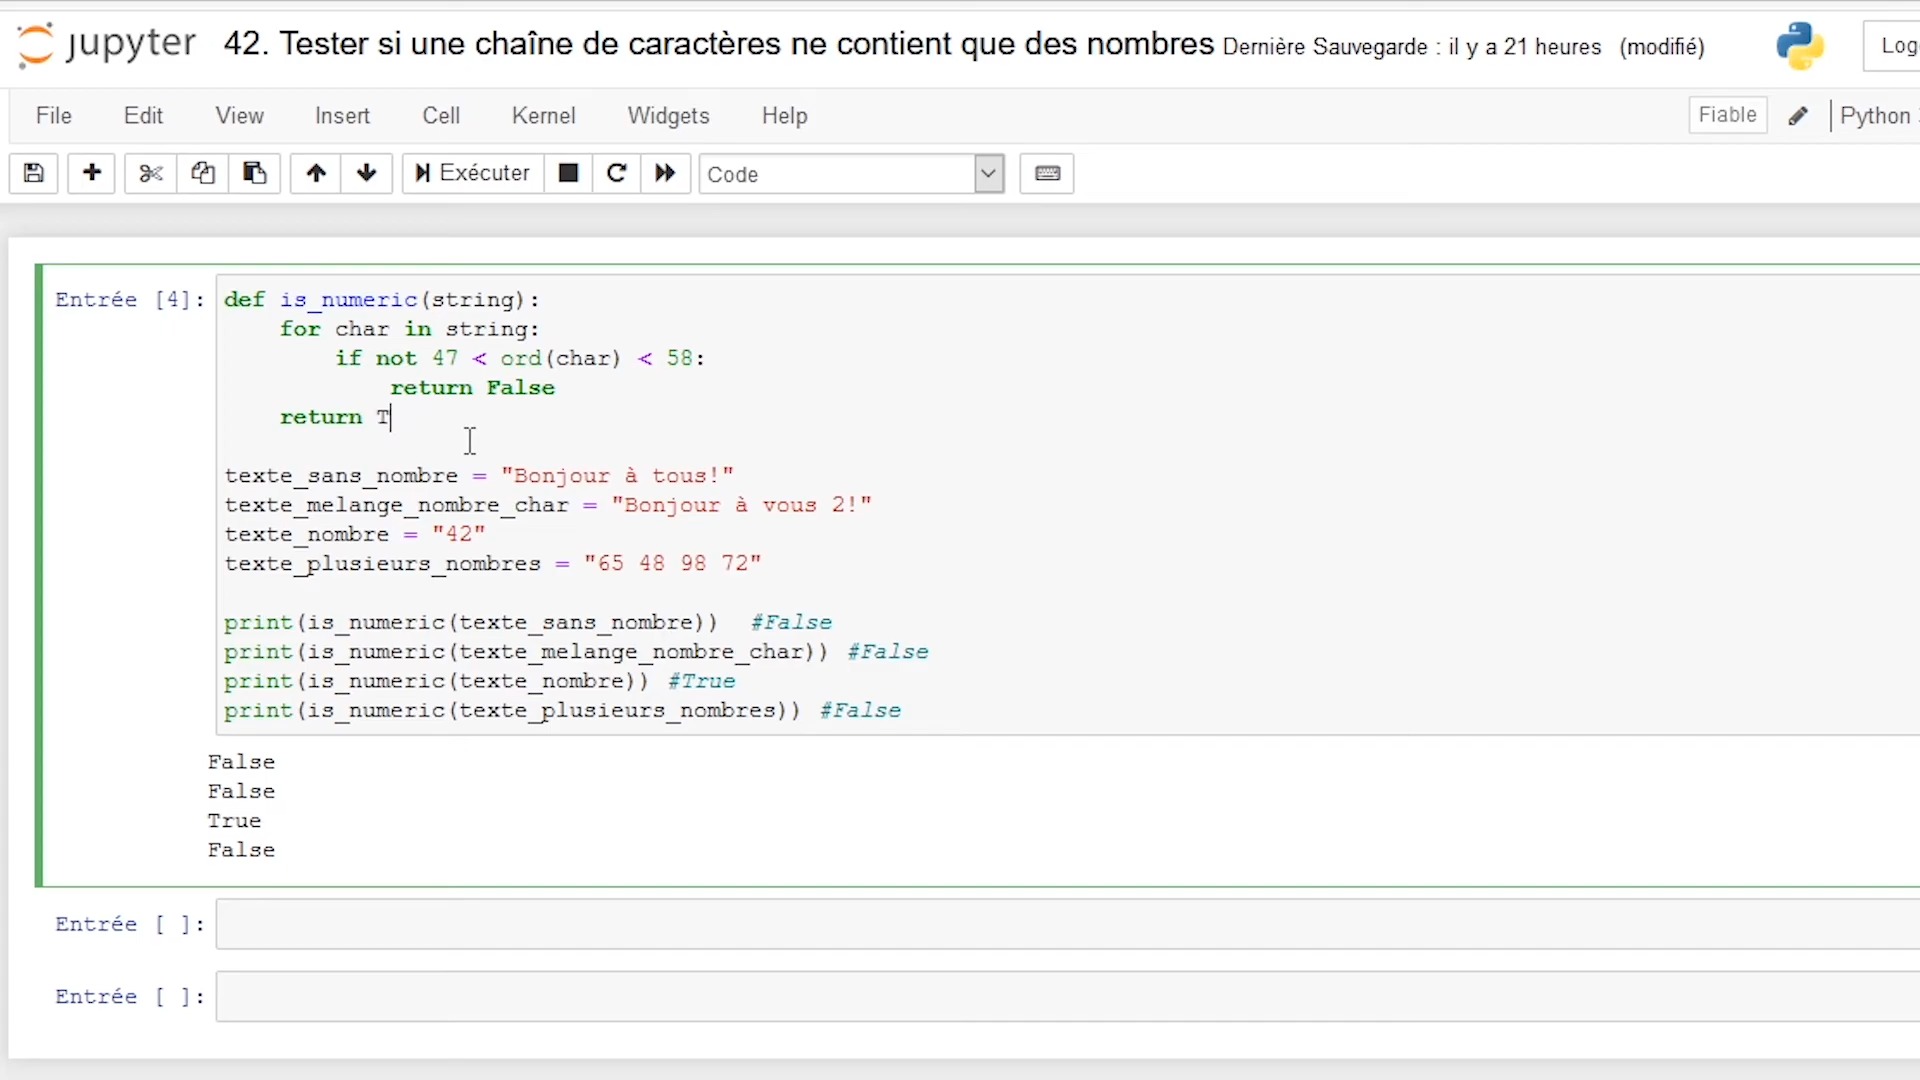 jupyter 42. Tester si une chaîne de caractères ne contient que des nombres Dernière Sauvegarde : il y a 21 heures (modifié)
File Edit View Insert Cell Kernel Widgets Help Fiable Python
Exécuter Code
Entrée [4]: def is_numeric(string):
for char in string:
if not 47 < ord(char) < 58:
return False
return T
texte_sans_nombre = "Bonjour à tous!"
texte_melange_nombre_char = "Bonjour à vous 2!"
texte_nombre = "42"
texte_plusieurs_nombres = "65 48 98 72"
print(is_numeric(texte_sans_nombre)) #False
print(is_numeric(texte_melange_nombre_char)) #False
print(is_numeric(texte_nombre)) #True
print(is_numeric(texte_plusieurs_nombres)) #False
False
False
True
False
Entrée [ ]:
Entrée [ ]: